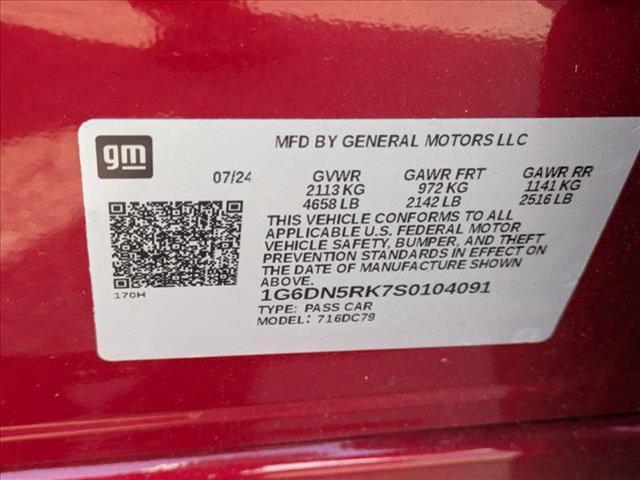 gm
MFD BY GENERAL MOTORS LLC
07/24 GVWR GAWR FRT GAWR RR
2113 KG 972 KG 1141 KG
4658 LB 2142 LB 2516 LB
THIS VEHICLE CONFORMS TO ALL
APPLICABLE U.S. FEDERAL MOTOR
VEHICLE SAFETY, BUMPER, AND THEFT
PREVENTION STANDARDS IN EFFECT ON
THE DATE OF MANUFACTURE SHOWN
ABOVE.
170H
1G6DN5RK7S0104091
TYPE: PASS CAR
MODEL: 716DC79